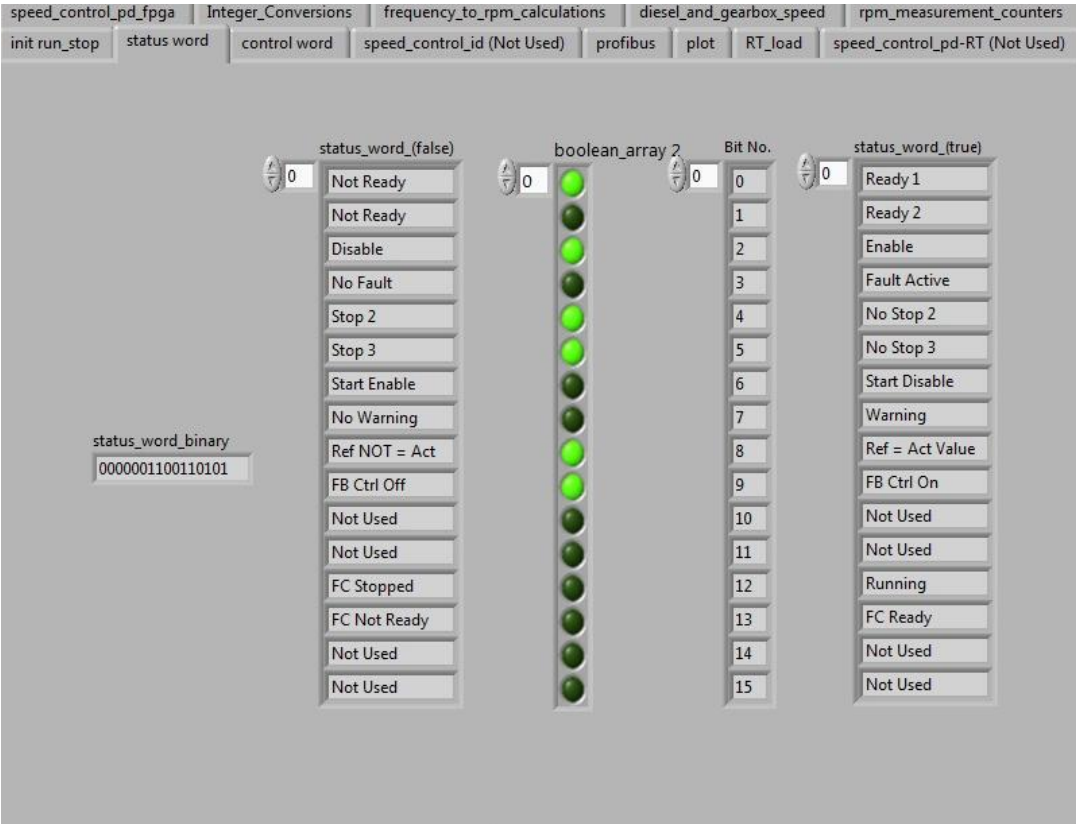 speed_control_pd_fpga Integer_Conversions frequency_to_rpm_calculations diesel_and_gearbox_speed rpm_measurement_counters
init run_stop status word control word speed_control_id (Not Used) profibus plot RT_load speed_control_pd-RT (Not Used)
status_word_(false) boolean_array 2 Bit No. status_word_(true)
0 Not Ready 0 0 0 0 Ready 1
Not Ready 1 Ready 2
Disable 2 Enable
No Fault 3 Fault Active
Stop 2 4 No Stop 2
Stop 3 5 No Stop 3
Start Enable 6 Start Disable
No Warning 7 Warning
status_word_binary
Ref NOT = Act 8 Ref = Act Value
0000001100110101
FB Ctrl Off 9 FB Ctrl On
Not Used 10 Not Used
Not Used 11 Not Used
FC Stopped 12 Running
FC Not Ready 13 FC Ready
Not Used 14 Not Used
Not Used 15 Not Used